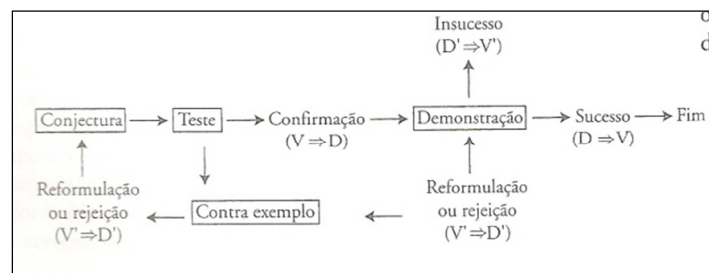 Insucesso
(D' ⇒ V')
o
d
Conjectura → Teste → Confirmação → Demonstração → Sucesso → Fim
(V ⇒ D)
(D ⇒ V)
Reformulação
ou rejeição
(V' ⇒ D')
Contra exemplo
Reformulação
ou rejeição
(V' ⇒ D')